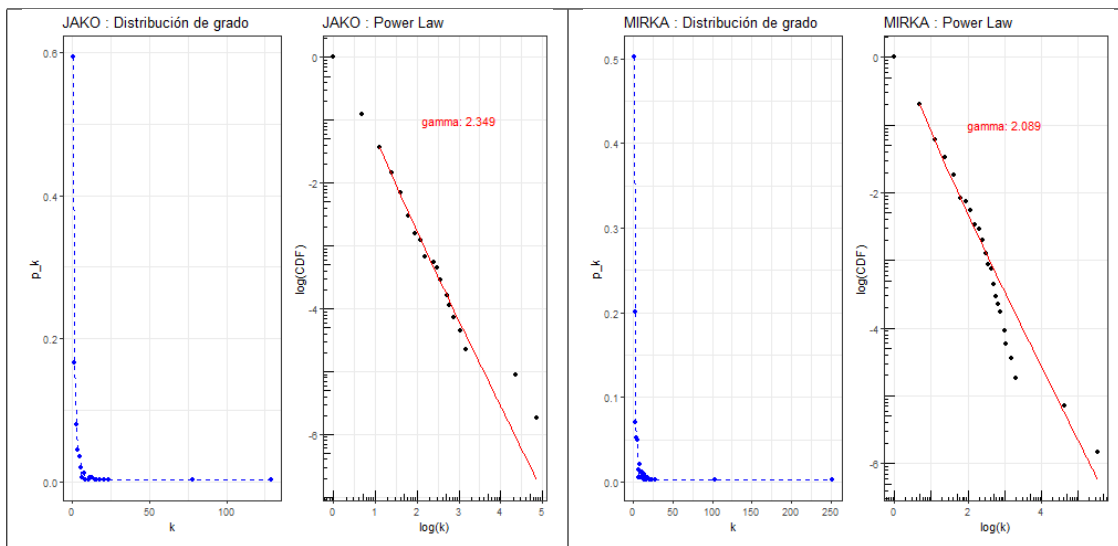 JAKO : Distribución de grado
0.6
0.4
0.2
0.0
p_k
0
50
100
k
JAKO : Power Law
gamma: 2.349
0
-2
-4
-6
log(CDF)
0
1
2
3
4
5
log(k)
MIRKA : Distribución de grado
0.5
0.4
0.3
0.2
0.1
0.0
p_k
0
50
100
150
200
250
k
MIRKA : Power Law
gamma: 2.089
0
-2
-4
-6
log(CDF)
0
2
4
log(k)